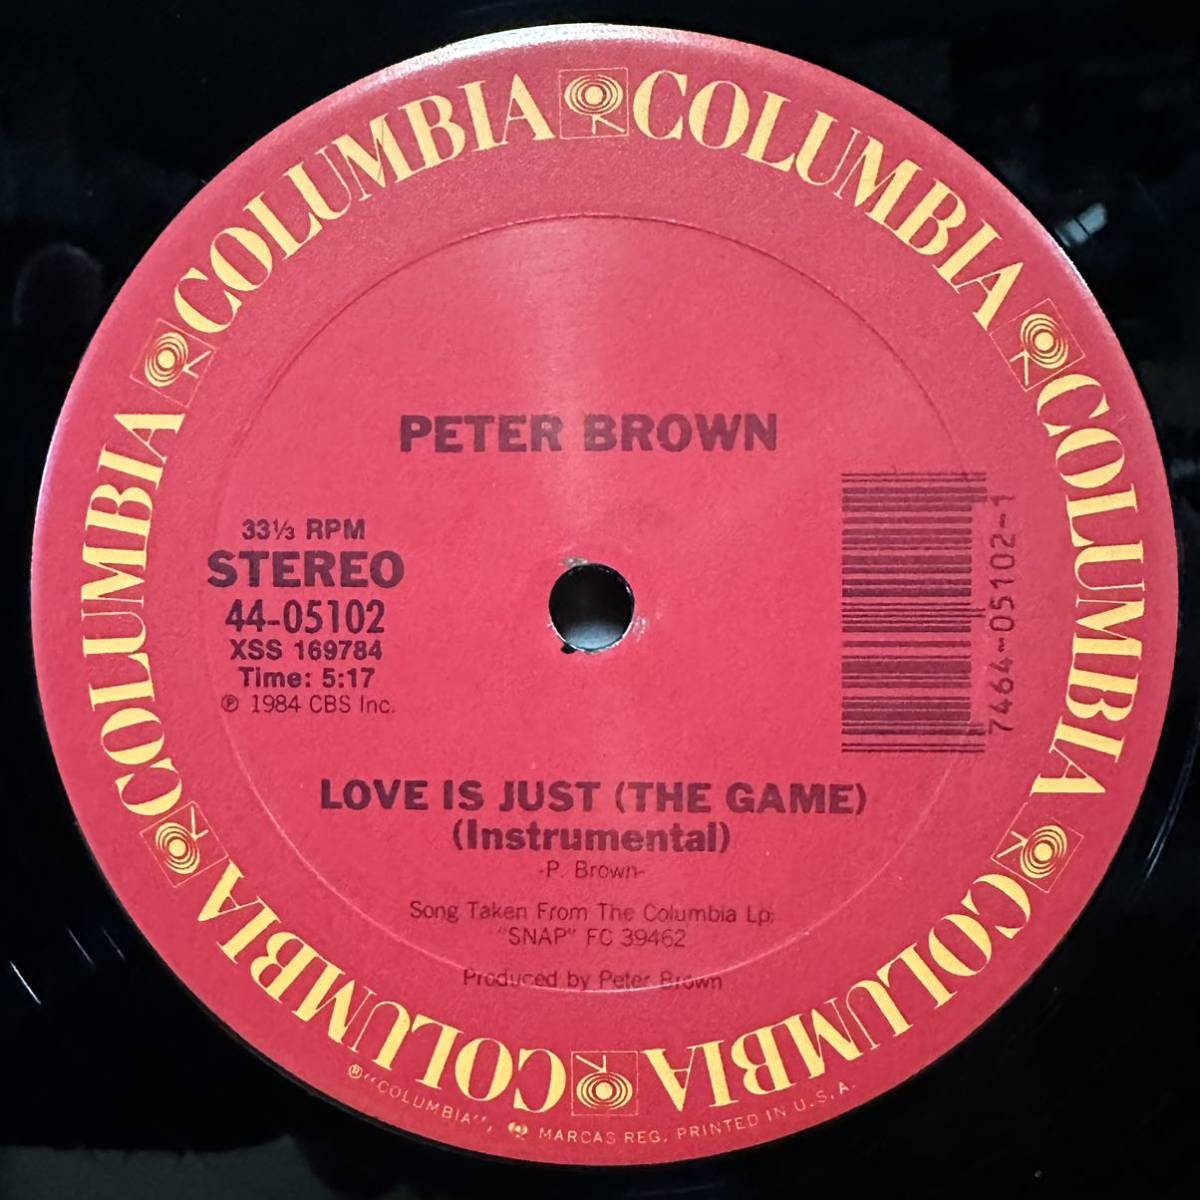 COLUMBIA COLUMBIA COLUMBIA COLUMBIA COLUMBIA COLUMBIA
PETER BROWN
33⅓ RPM
STEREO
44-05102
XSS 169784
Time: 5:17
℗ 1984 CBS Inc.
7464-05102-1
LOVE IS JUST (THE GAME)
(Instrumental)
-P. Brown-
Song Taken From The Columbia Lp:
"SNAP" FC 39462
Produced by Peter Brown
®"COLUMBIA", MARCAS REG. PRINTED IN U.S.A.